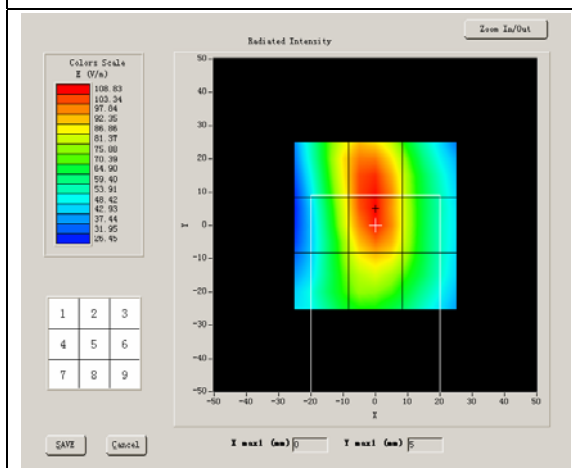 Zoom In/Out
Radiated Intensity
Colors Scale
E (V/m)
108.83
103.34
97.84
92.35
86.86
81.37
75.88
70.39
64.90
59.40
53.91
48.42
42.93
37.44
31.95
26.45
50
40
30
20
10
0
-10
-20
-30
-40
-50
Y
-50 -40 -30 -20 -10 0 10 20 30 40 50
X
1 2 3
4 5 6
7 8 9
SAVE
Cancel
X max1 (mm) 0
Y max1 (mm) 5